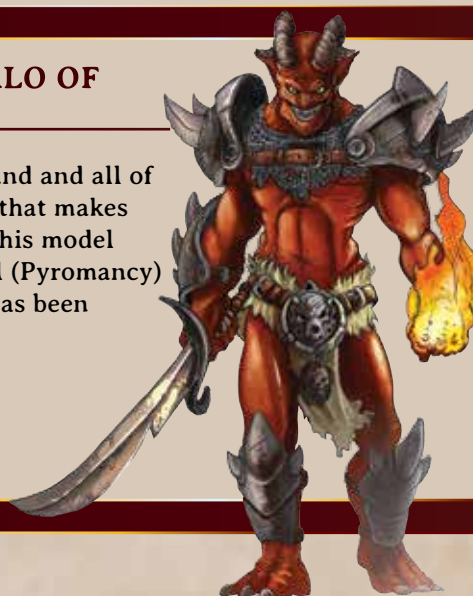 ALO OF
and and all of
that makes
his model
l (Pyromancy)
as been